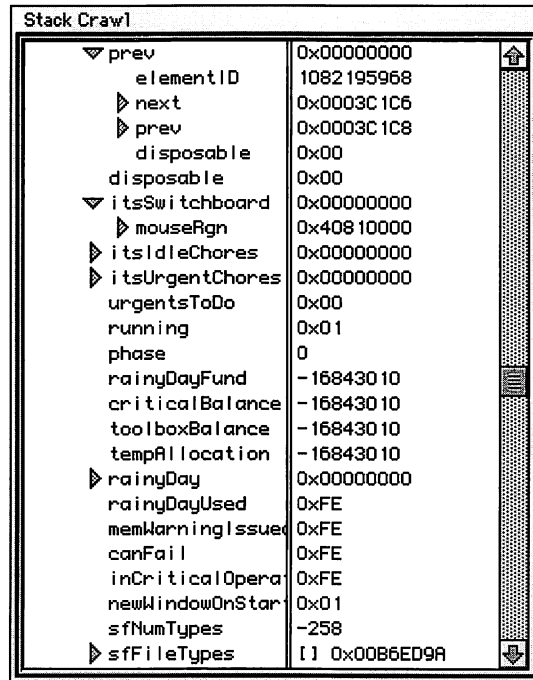 Stack Crawl
prev 0x00000000
elementID 1082195968
next 0x0003C1C6
prev 0x0003C1C8
disposable 0x00
disposable 0x00
itsSwitchboard 0x00000000
mouseRgn 0x40810000
itsIdleChores 0x00000000
itsUrgentChores 0x00000000
urgentsToDo 0x00
running 0x01
phase 0
rainyDayFund -16843010
criticalBalance -16843010
toolboxBalance -16843010
tempAllocation -16843010
rainyDay 0x00000000
rainyDayUsed 0xFE
memWarningIssued 0xFE
canFail 0xFE
inCriticalOpera 0xFE
newWindowOnStar 0x01
sfNumTypes -258
sfFileTypes [] 0x00B6ED9A